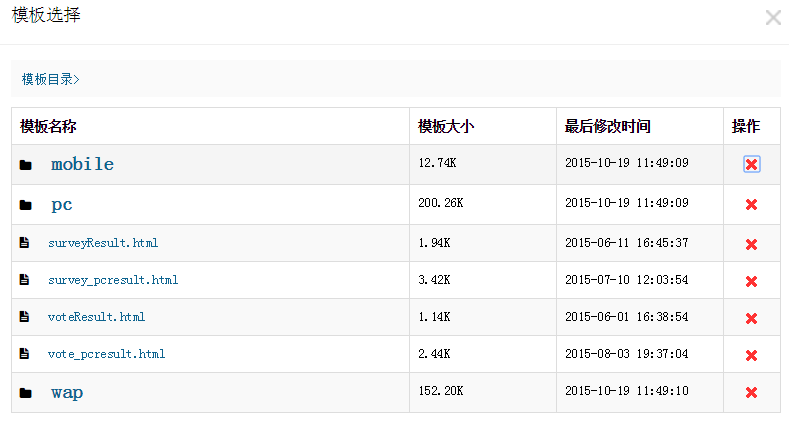 模板选择
模板目录>
模板名称 模板大小 最后修改时间 操作
mobile 12.74K 2015-10-19 11:49:09
pc 200.26K 2015-10-19 11:49:09
surveyResult.html 1.94K 2015-06-11 16:45:37
survey_pcresult.html 3.42K 2015-07-10 12:03:54
voteResult.html 1.14K 2015-06-01 16:38:54
vote_pcresult.html 2.44K 2015-08-03 19:37:04
wap 152.20K 2015-10-19 11:49:10